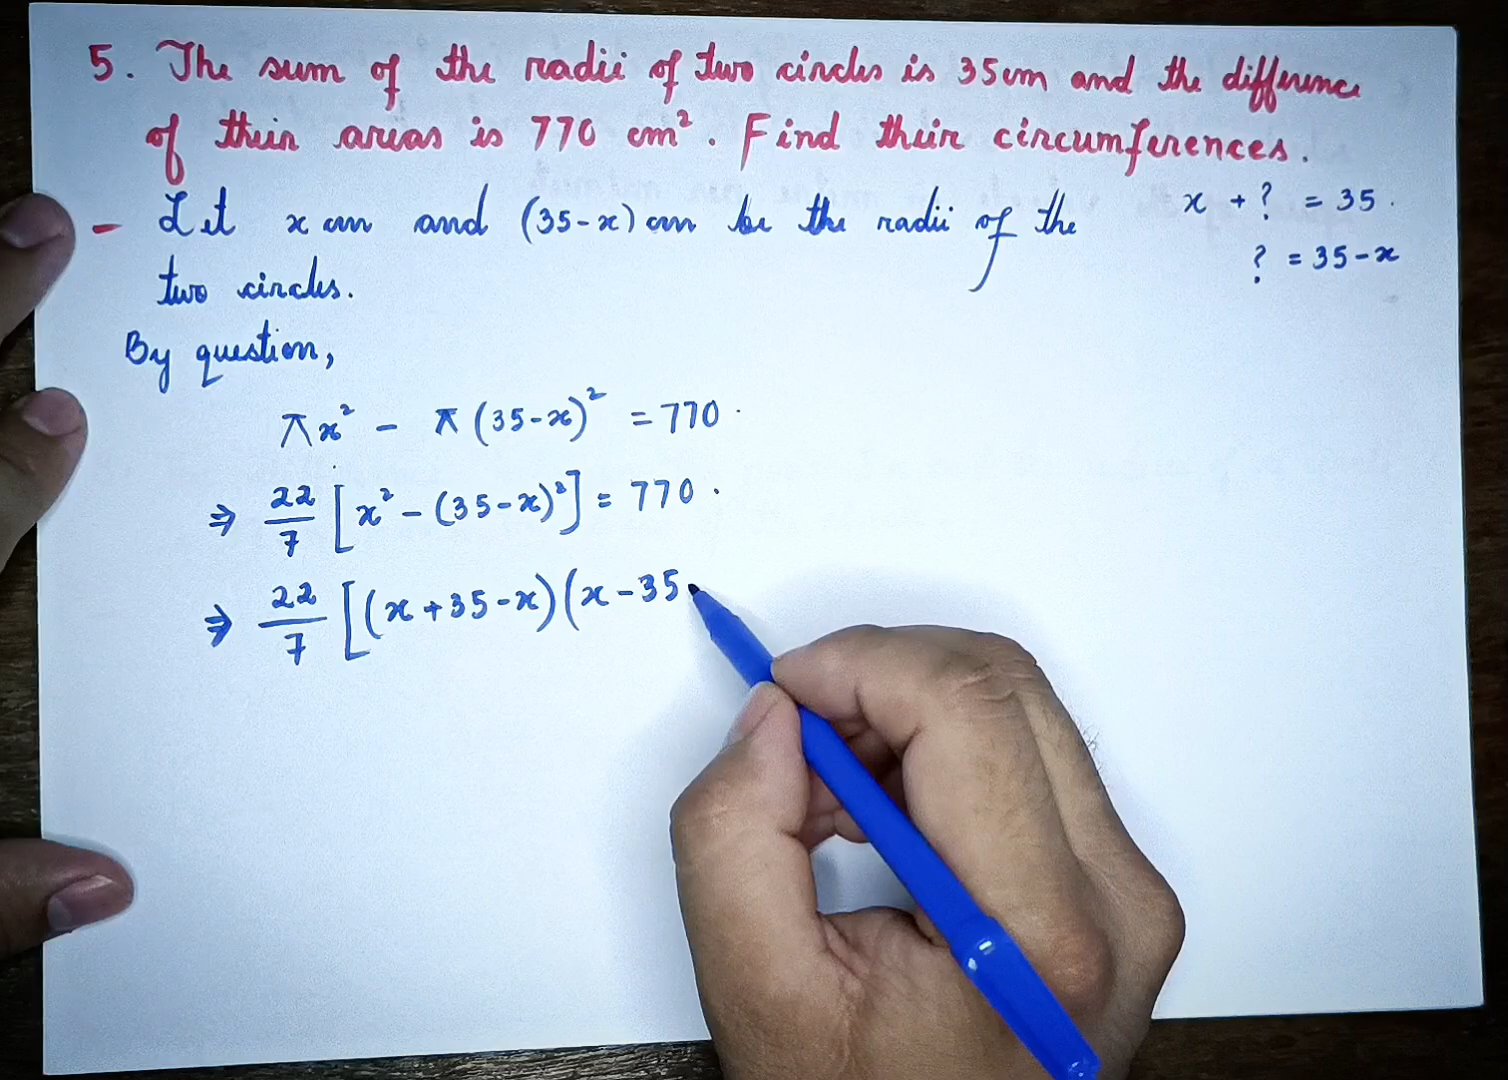 5. The sum of the radii of two circles is 35cm and the difference
of their areas is 770 cm². Find their circumferences.
- Let x cm and (35-x) cm be the radii of the
two circles.
x + ? = 35.
? = 35-x
By question,
πx² - π(35-x)² = 770.
⇒ 22/7 [x² - (35-x)²] = 770.
⇒ 22/7 [(x+35-x)(x-35